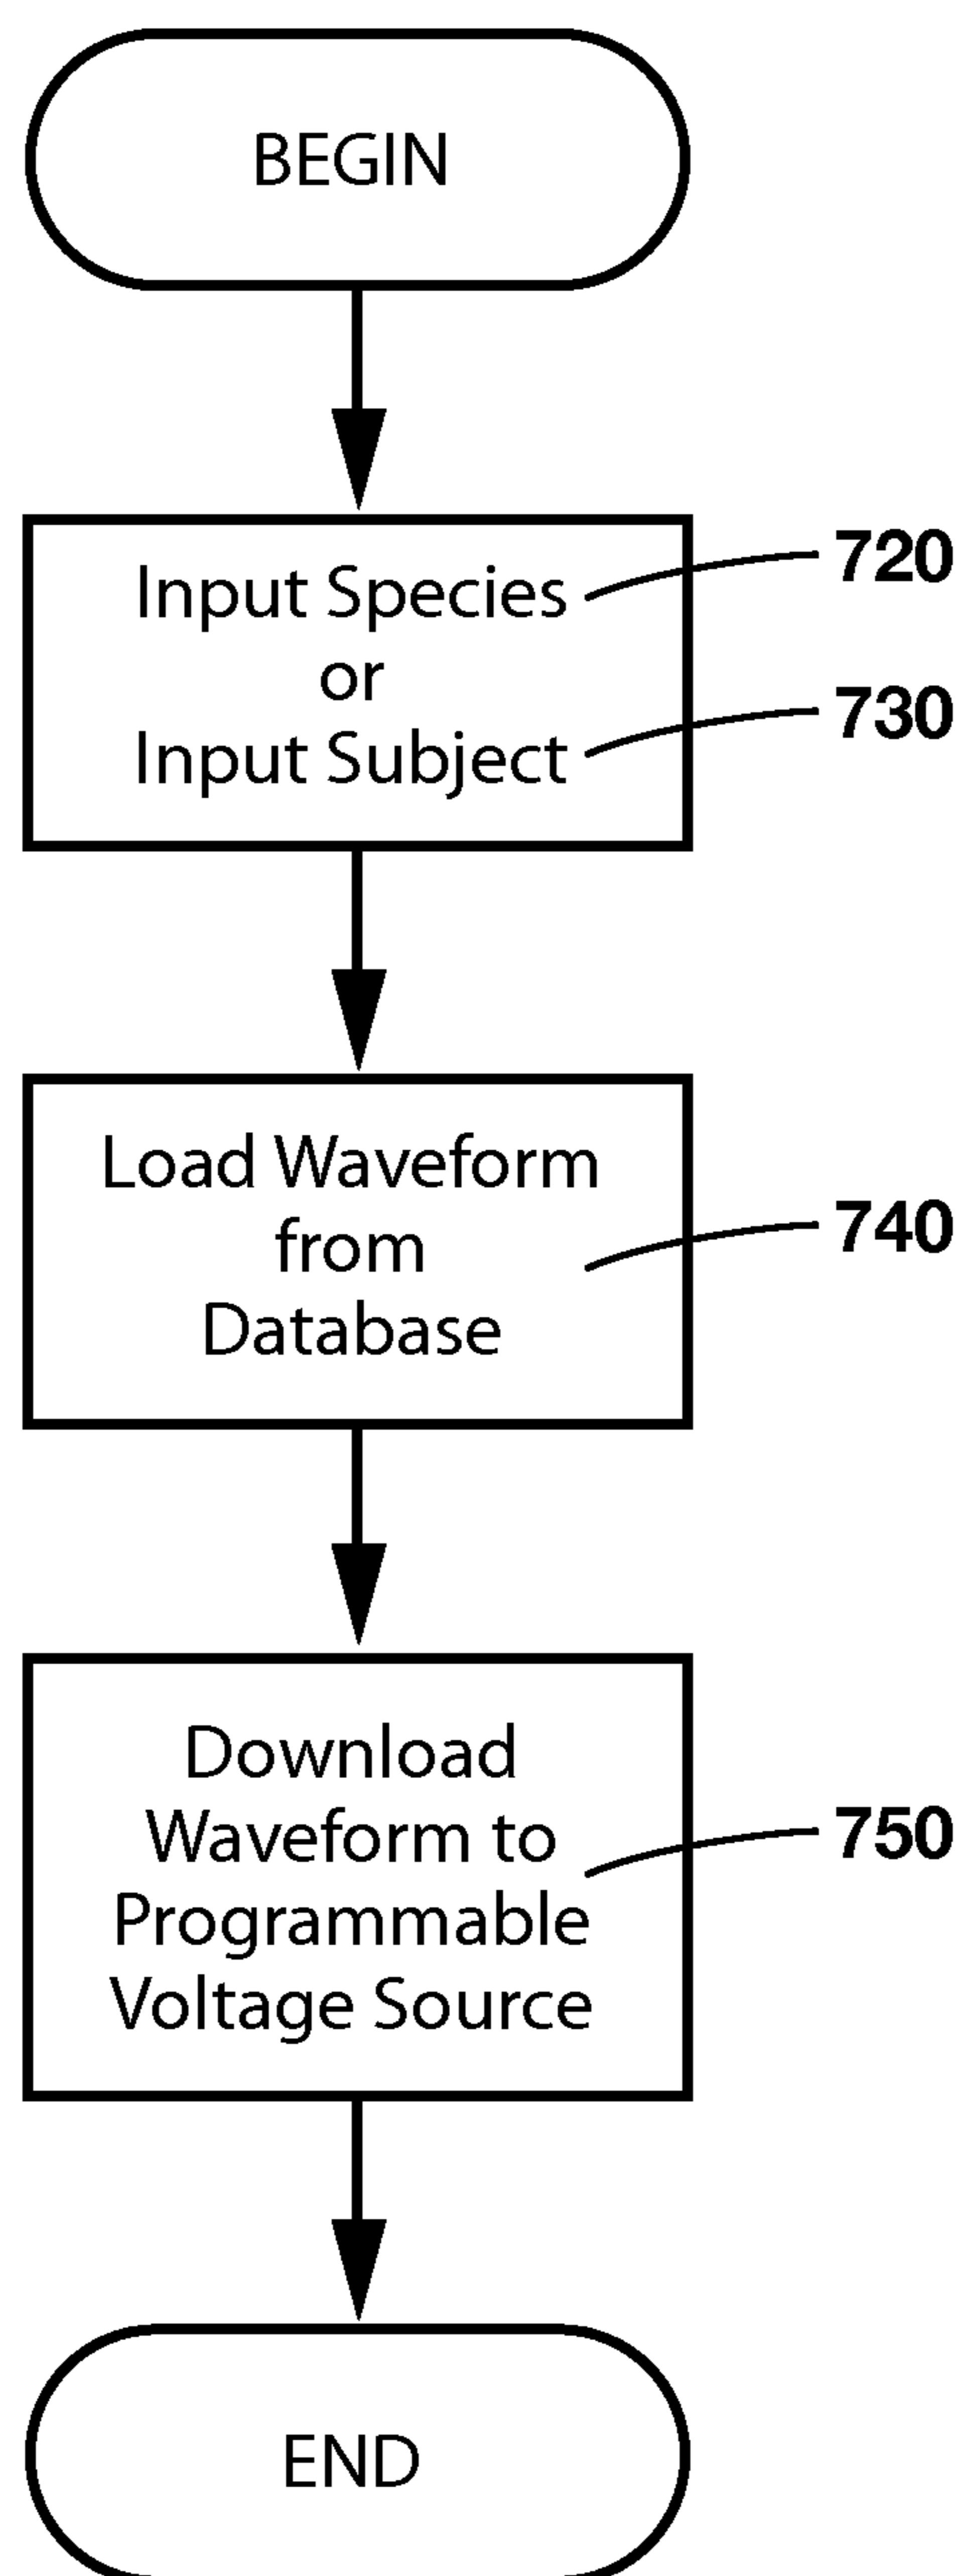 BEGIN
Input Species
720
or
Input Subject
730
Load Waveform
from
740
Database
Download
Waveform to
750
Programmable
Voltage Source
END